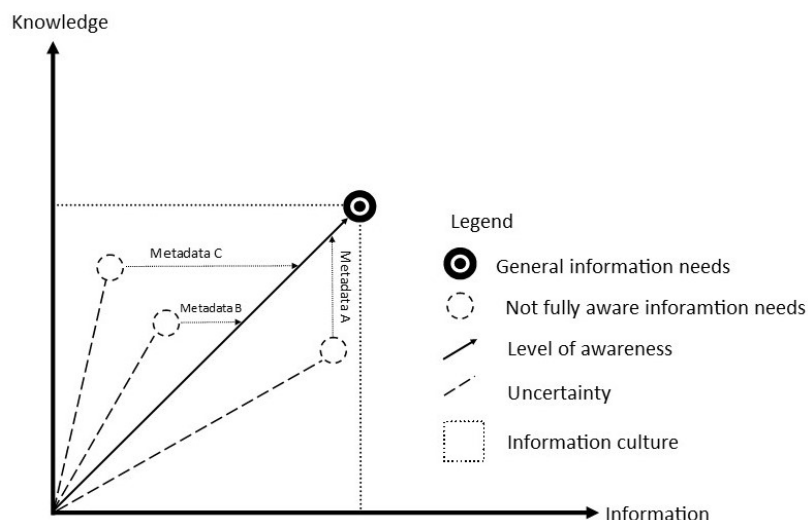 Knowledge
Metadata C
Metadata B
Metadata A
Information
Legend
General information needs
Not fully aware inforamtion needs
Level of awareness
Uncertainty
Information culture